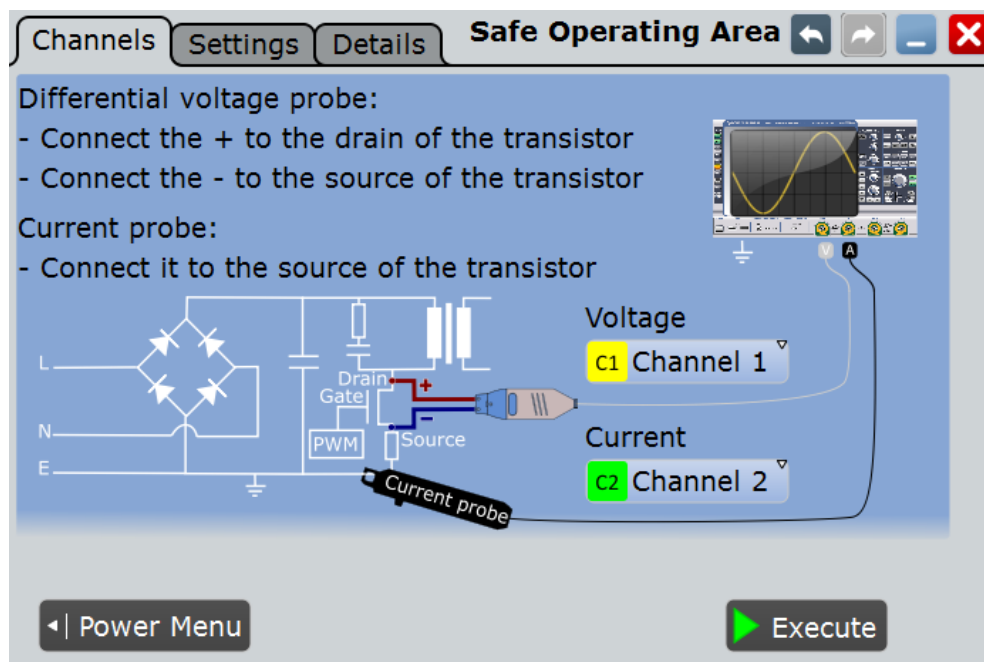 Channels Settings Details Safe Operating Area
Differential voltage probe:
- Connect the + to the drain of the transistor
- Connect the - to the source of the transistor
Current probe:
- Connect it to the source of the transistor
V A
Voltage
C1 Channel 1
Current
C2 Channel 2
L
N
E
Drain
+
Gate
-
PWM
Source
Current probe
Power Menu
Execute